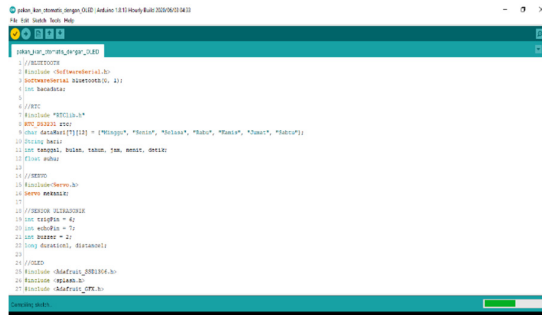 pakan_ikan_otomatis_dengan_OLED | Arduino 1.8.13 Hourly Build 2020/06/03 04:33
File Edit Sketch Tools Help
pakan_ikan_otomatis_dengan_OLED
1 //BLUETOOTH
2 #include <SoftwareSerial.h>
3 SoftwareSerial bluetooth(0, 1);
4 int bacadata;
5
6 //RTC
7 #include "RTClib.h"
8 RTC_DS3231 rtc;
9 char dataHari[7][12] = {"Minggu", "Senin", "Selasa", "Rabu", "Kamis", "Jumat", "Sabtu"};
10 String hari;
11 int tanggal, bulan, tahun, jam, menit, detik;
12 float suhu;
13
14 //SERVO
15 #include<Servo.h>
16 Servo mekanik;
17
18 //SENSOR ULTRASONIK
19 int trigPin = 6;
20 int echoPin = 7;
21 int buzzer = 2;
22 long duration1, distance1;
23
24 //OLED
25 #include <Adafruit_SSD1306.h>
26 #include <splash.h>
27 #include <Adafruit_GFX.h>
Compiling sketch...